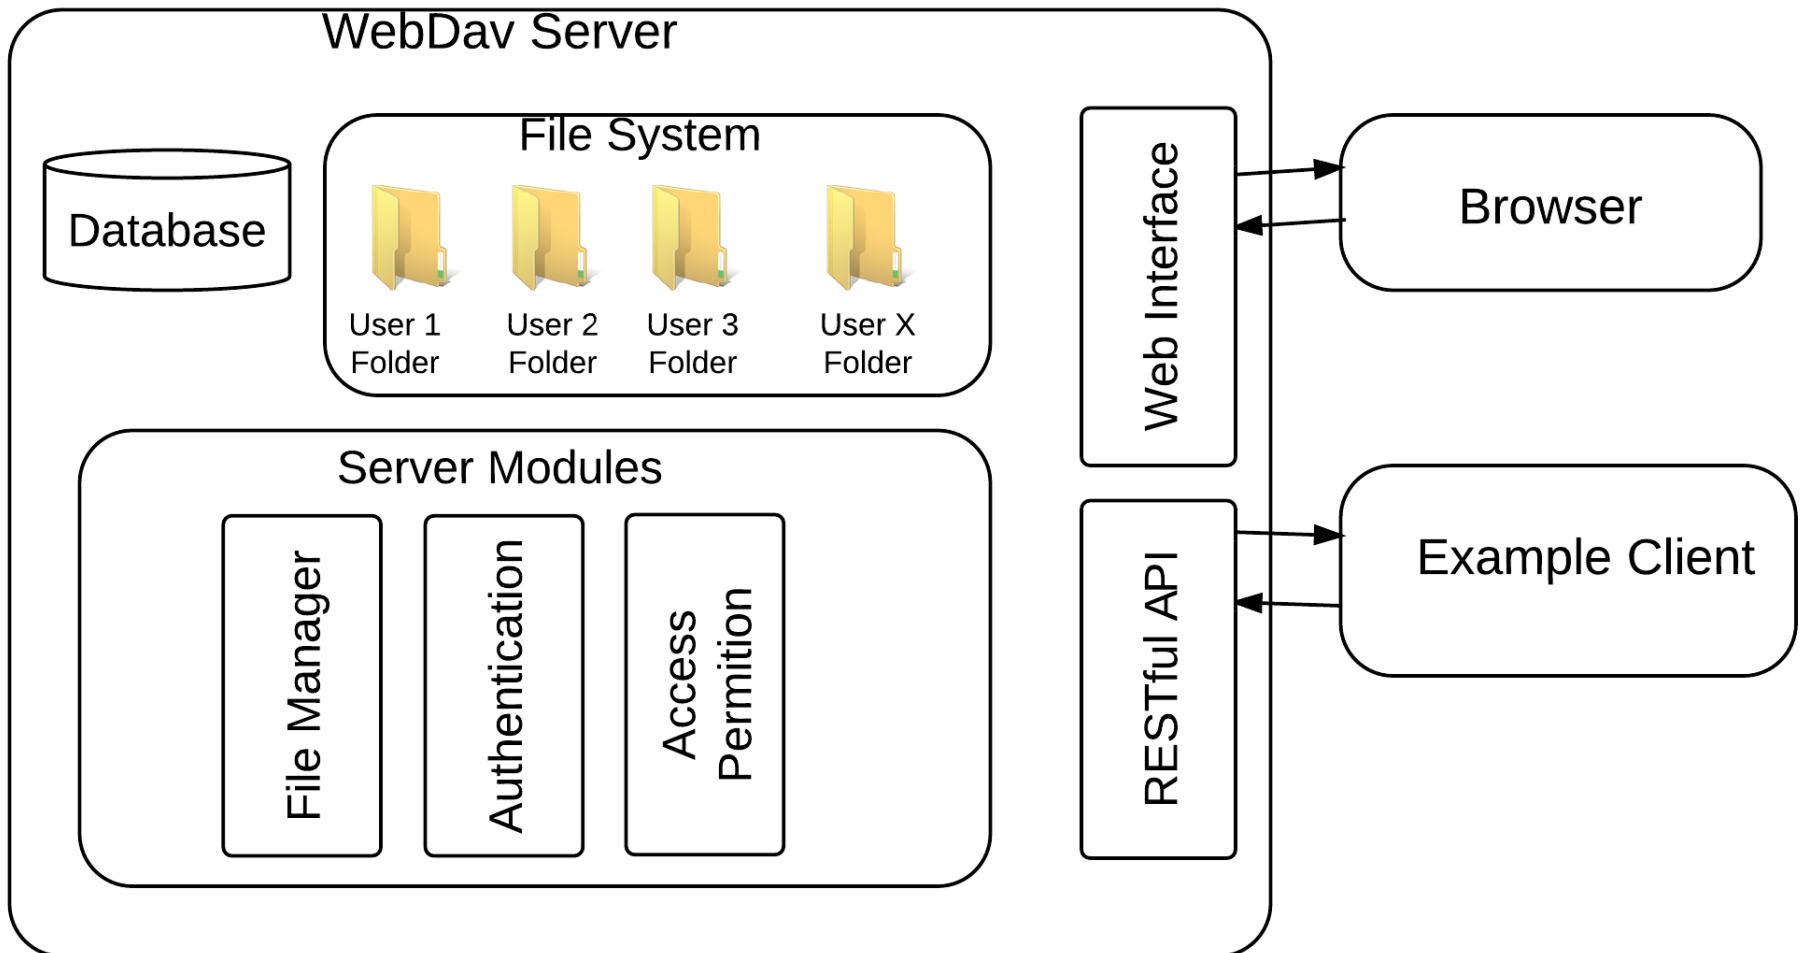 WebDav Server
File System
Database
User 1
Folder
User 2
Folder
User 3
Folder
User X
Folder
Server Modules
File Manager
Authentication
Access
Permition
Web Interface
RESTful API
Browser
Example Client